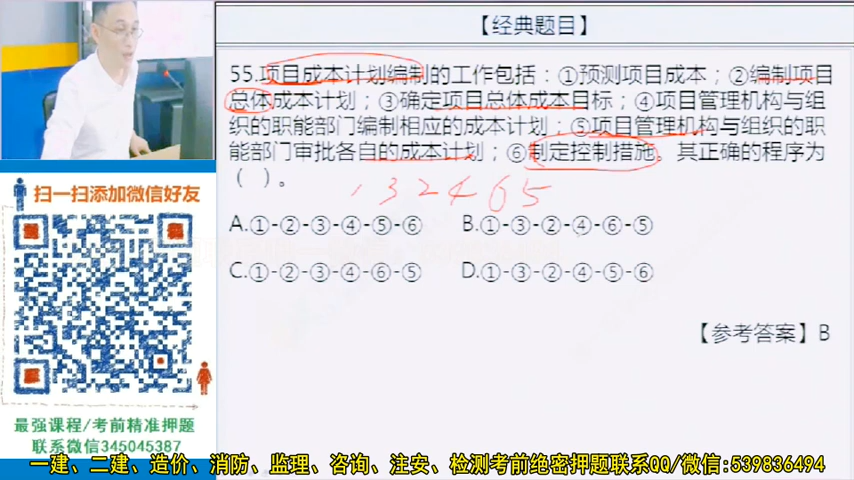 【经典题目】
55.项目成本计划编制的工作包括：①预测项目成本；②编制项目
总体成本计划；③确定项目总体成本目标；④项目管理机构与组
织的职能部门编制相应的成本计划；⑤项目管理机构与组织的职
能部门审批各自的成本计划；⑥制定控制措施。其正确的程序为
（ ）。
1 3 2 4 6 5
A.①-②-③-④-⑤-⑥ B.①-③-②-④-⑥-⑤
C.①-②-③-④-⑥-⑤ D.①-③-②-④-⑤-⑥
【参考答案】B
扫一扫添加微信好友
最强课程/考前精准押题
联系微信345045387
一建、二建、造价、消防、监理、咨询、注安、检测考前绝密押题联系QQ/微信:539836494